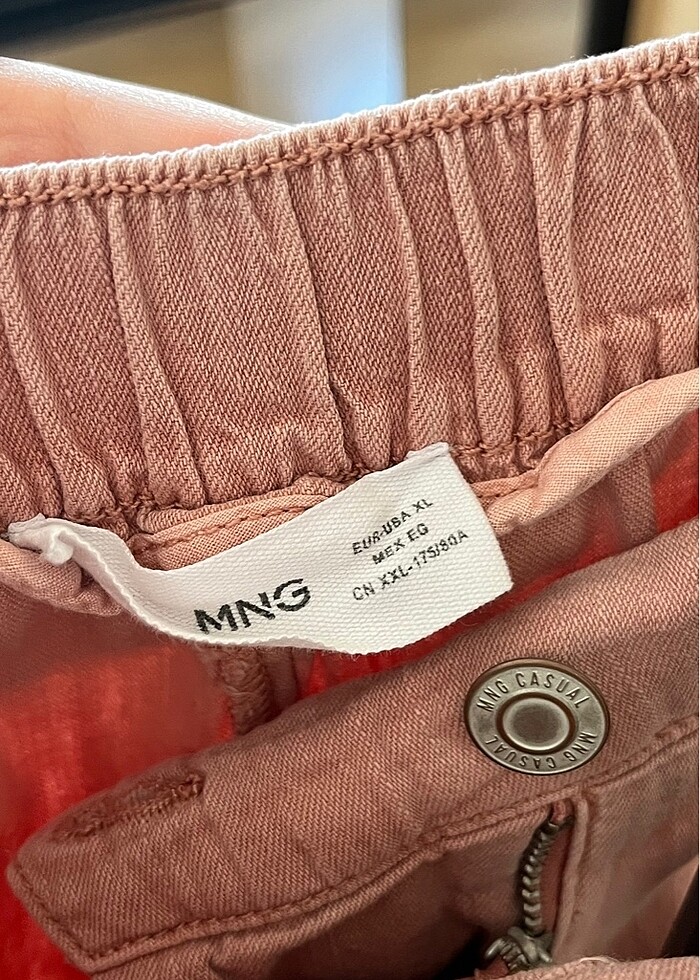 MNG
EUR-USA XL
MEX EG
CN XXL-175/80A
MNG CASUAL
MNG CASUAL